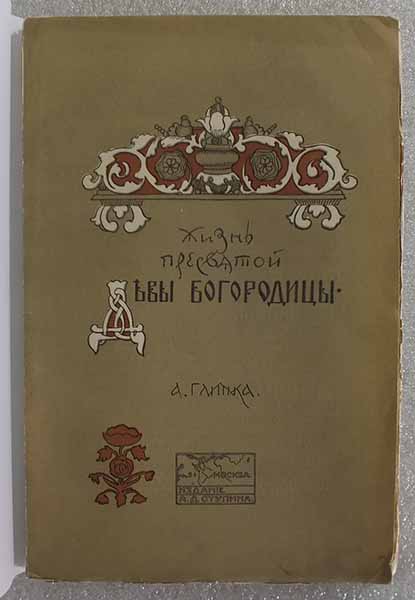 Жизнь
Пресвятой
Дѣвы Богородицы.
А. Глинка.
Москва
Изданіе
А. Д. Ступина.